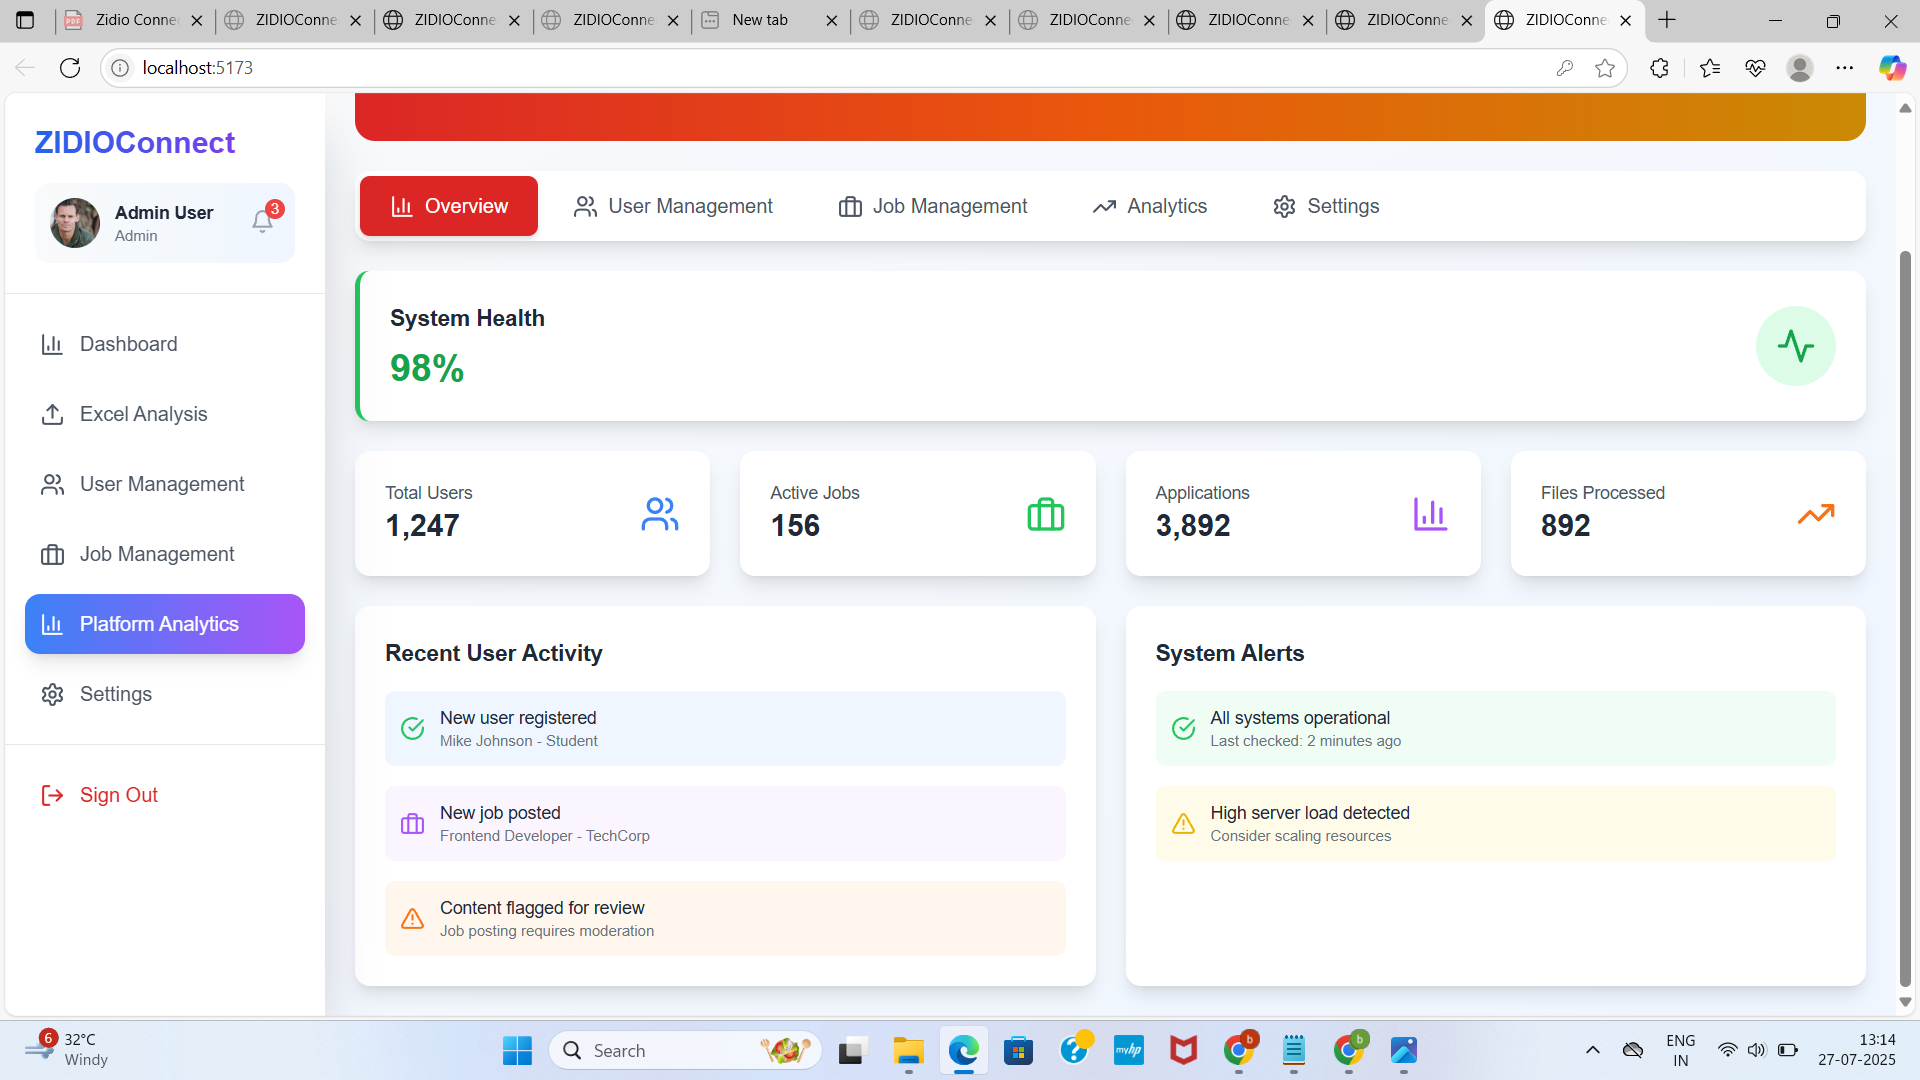 Zidio Conne
ZIDIOConne
ZIDIOConne
ZIDIOConne
New tab
ZIDIOConne
ZIDIOConne
ZIDIOConne
ZIDIOConne
ZIDIOConne
localhost:5173
ZIDIOConnect
Admin User
Admin
3
Dashboard
Excel Analysis
User Management
Job Management
Platform Analytics
Settings
Sign Out
Overview
User Management
Job Management
Analytics
Settings
System Health
98%
Total Users
1,247
Active Jobs
156
Applications
3,892
Files Processed
892
Recent User Activity
New user registered
Mike Johnson - Student
New job posted
Frontend Developer - TechCorp
Content flagged for review
Job posting requires moderation
System Alerts
All systems operational
Last checked: 2 minutes ago
High server load detected
Consider scaling resources
6
32°C
Windy
Search
?
myhp
b
b
ENG
IN
13:14
27-07-2025